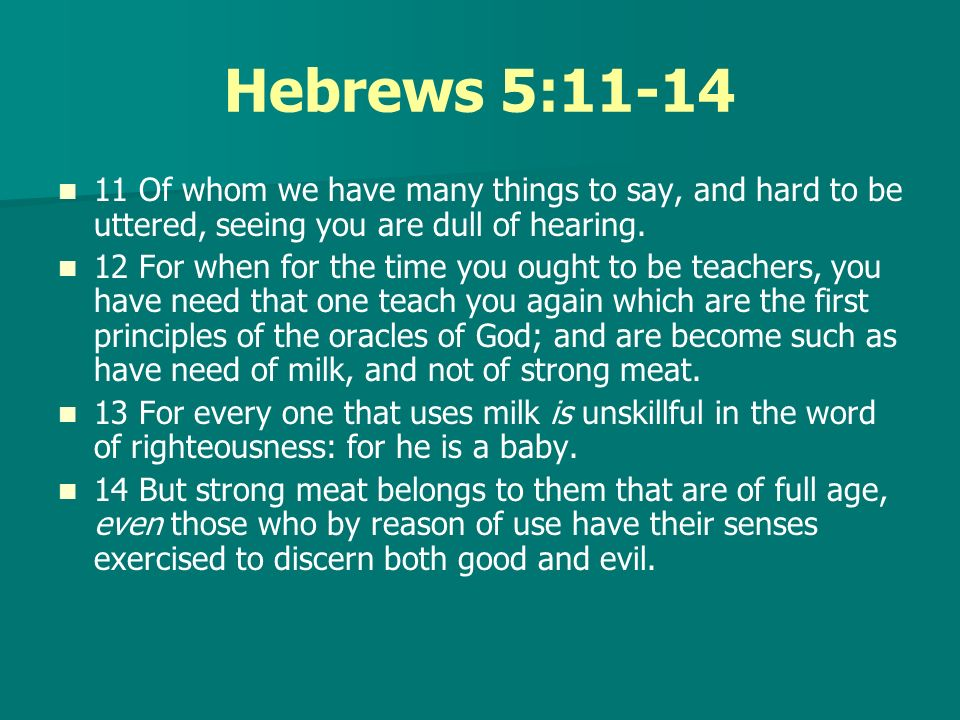 Hebrews 5:11-14
11 Of whom we have many things to say, and hard to be
uttered, seeing you are dull of hearing.
12 For when for the time you ought to be teachers, you
have need that one teach you again which are the first
principles of the oracles of God; and are become such as
have need of milk, and not of strong meat.
13 For every one that uses milk is unskillful in the word
of righteousness: for he is a baby.
14 But strong meat belongs to them that are of full age,
even those who by reason of use have their senses
exercised to discern both good and evil.